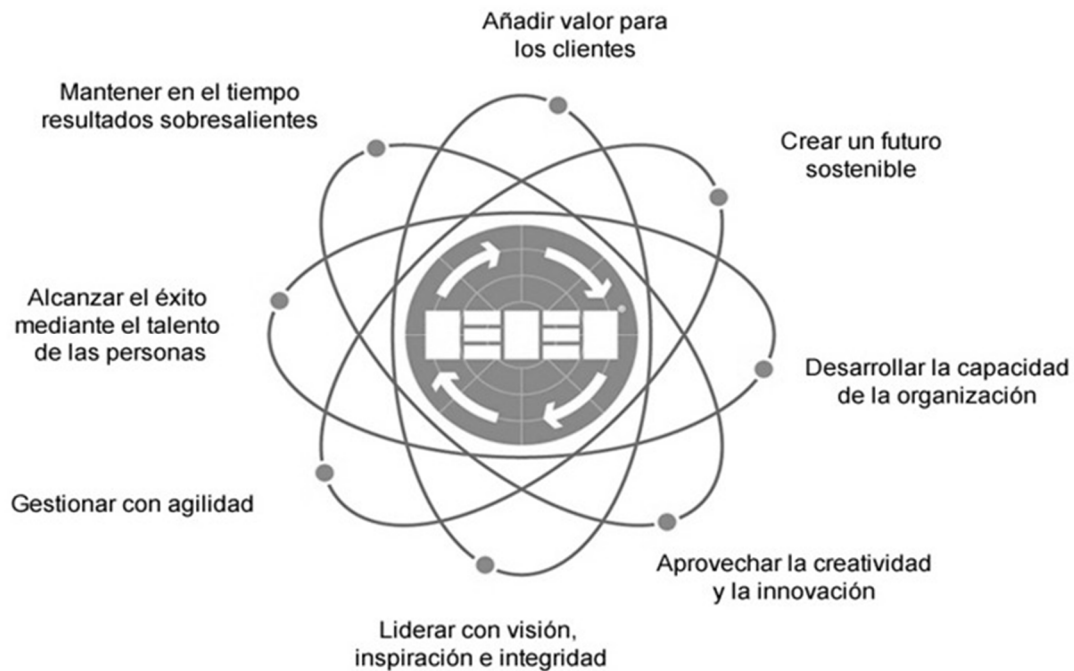 Añadir valor para
los clientes
Mantener en el tiempo
resultados sobresalientes
Crear un futuro
sostenible
Alcanzar el éxito
mediante el talento
de las personas
Desarrollar la capacidad
de la organización
Gestionar con agilidad
Aprovechar la creatividad
y la innovación
Liderar con visión,
inspiración e integridad